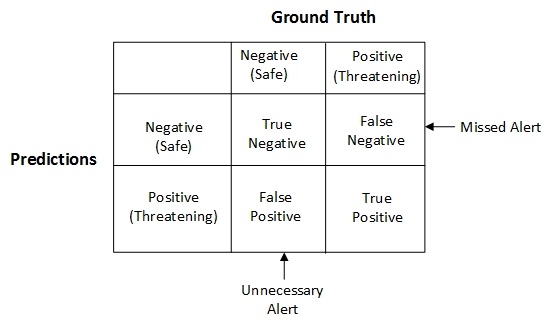 Ground Truth
Negative
(Safe)
Positive
(Threatening)
Predictions
Negative
(Safe)
True
Negative
False
Negative
Missed Alert
Positive
(Threatening)
False
Positive
True
Positive
Unnecessary
Alert